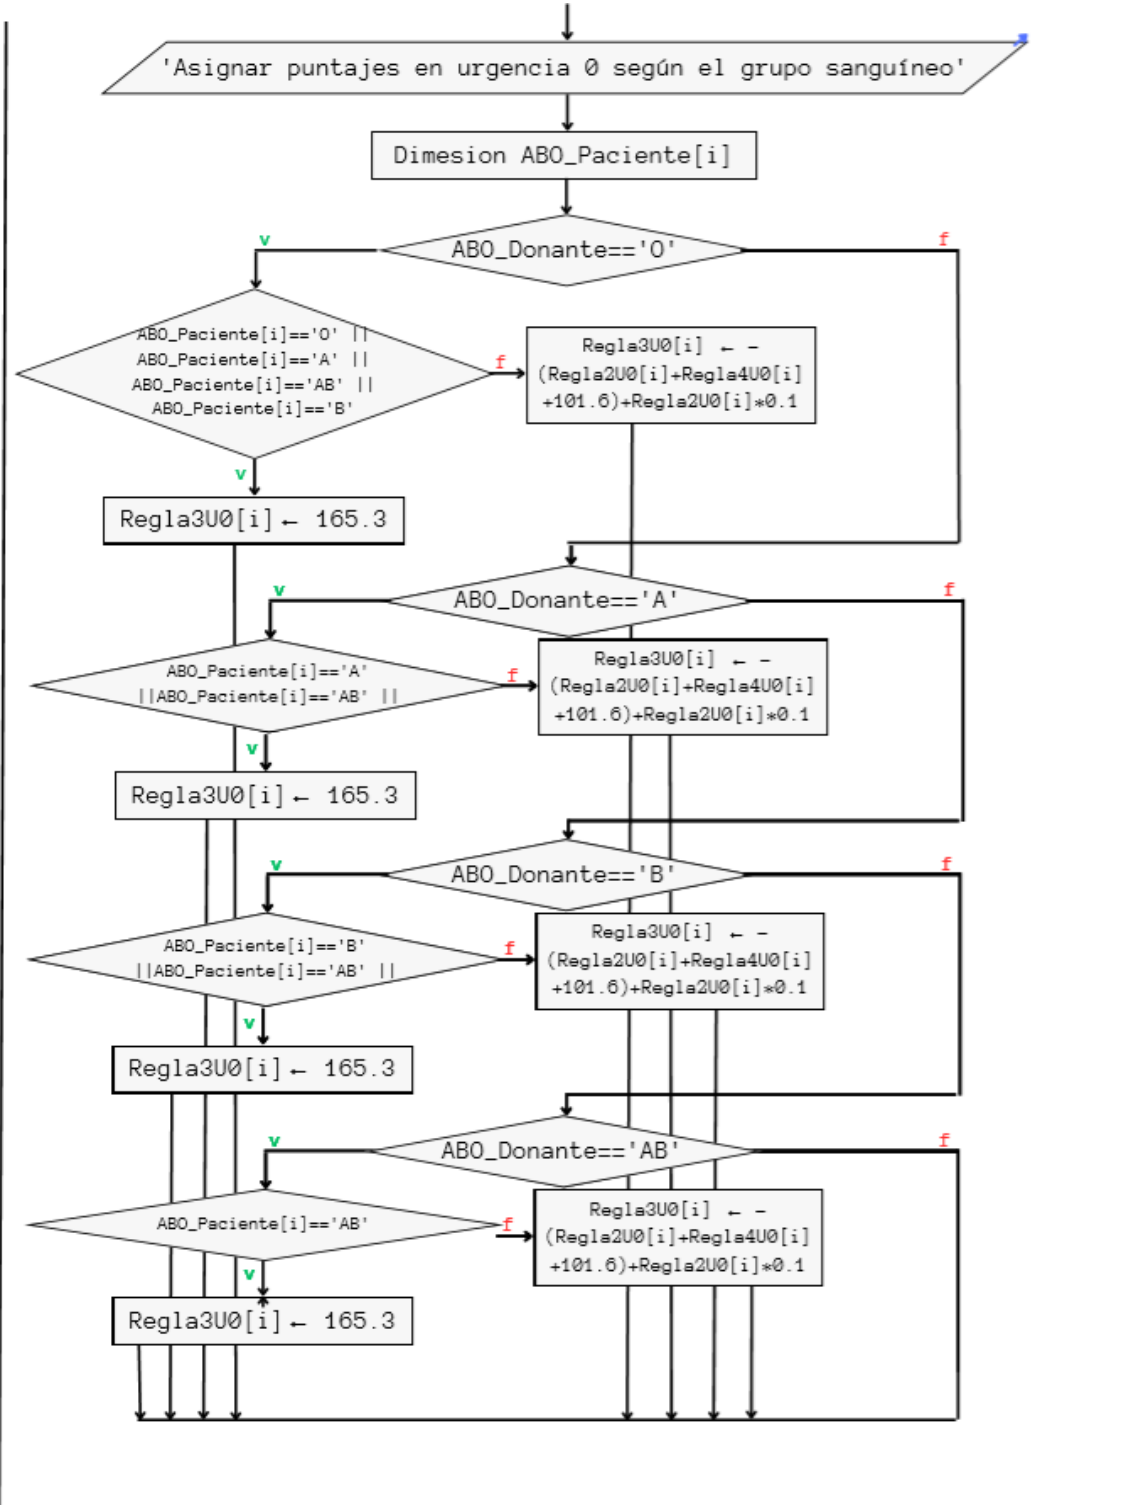 'Asignar puntajes en urgencia 0 según el grupo sanguíneo'
Dimesion ABO_Paciente[i]
ABO_Donante=='O'
v
f
ABO_Paciente[i]=='O' ||
ABO_Paciente[i]=='A' ||
ABO_Paciente[i]=='AB' ||
ABO_Paciente[i]=='B'
f
Regla3U0[i] ← -
(Regla2U0[i]+Regla4U0[i]
+101.6)+Regla2U0[i]*0.1
v
Regla3U0[i]← 165.3
ABO_Donante=='A'
v
f
ABO_Paciente[i]=='A'
||ABO_Paciente[i]=='AB' ||
f
Regla3U0[i] ← -
(Regla2U0[i]+Regla4U0[i]
+101.6)+Regla2U0[i]*0.1
v
Regla3U0[i]← 165.3
ABO_Donante=='B'
v
f
ABO_Paciente[i]=='B'
||ABO_Paciente[i]=='AB' ||
f
Regla3U0[i] ← -
(Regla2U0[i]+Regla4U0[i]
+101.6)+Regla2U0[i]*0.1
v
Regla3U0[i]← 165.3
ABO_Donante=='AB'
v
f
ABO_Paciente[i]=='AB'
f
Regla3U0[i] ← -
(Regla2U0[i]+Regla4U0[i]
+101.6)+Regla2U0[i]*0.1
v
Regla3U0[i]← 165.3